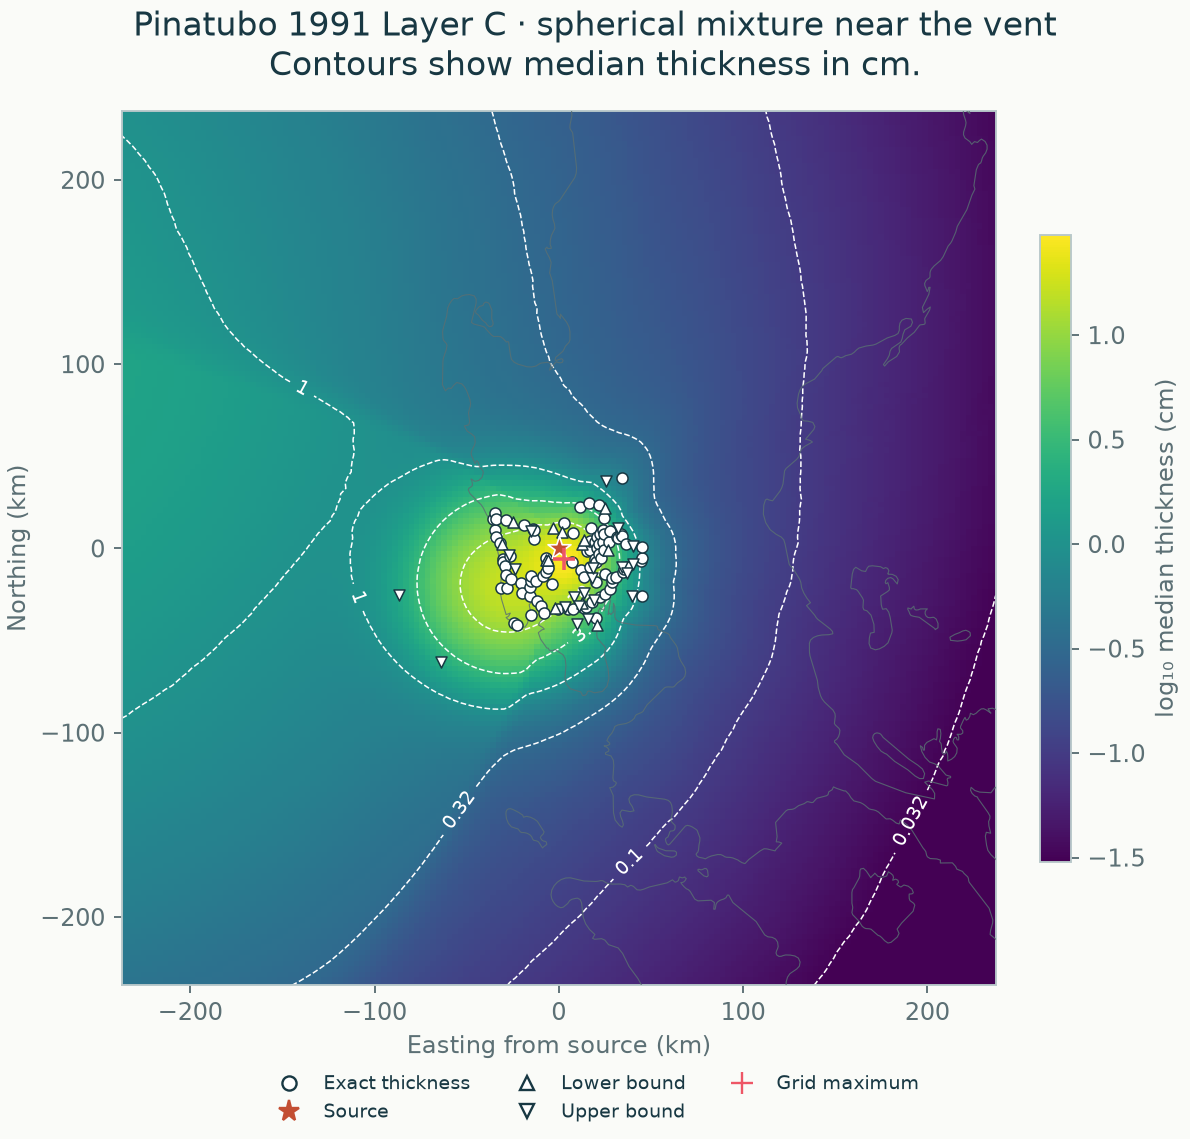 Pinatubo 1991 Layer C · spherical mixture near the vent
Contours show median thickness in cm.
Northing (km)
200
100
0
−100
−200
1
1
3.
0.32
0.1
0.032
−200
−100
0
100
200
Easting from source (km)
1.0
0.5
0.0
−0.5
−1.0
−1.5
log₁₀ median thickness (cm)
Exact thickness
Lower bound
Grid maximum
Source
Upper bound